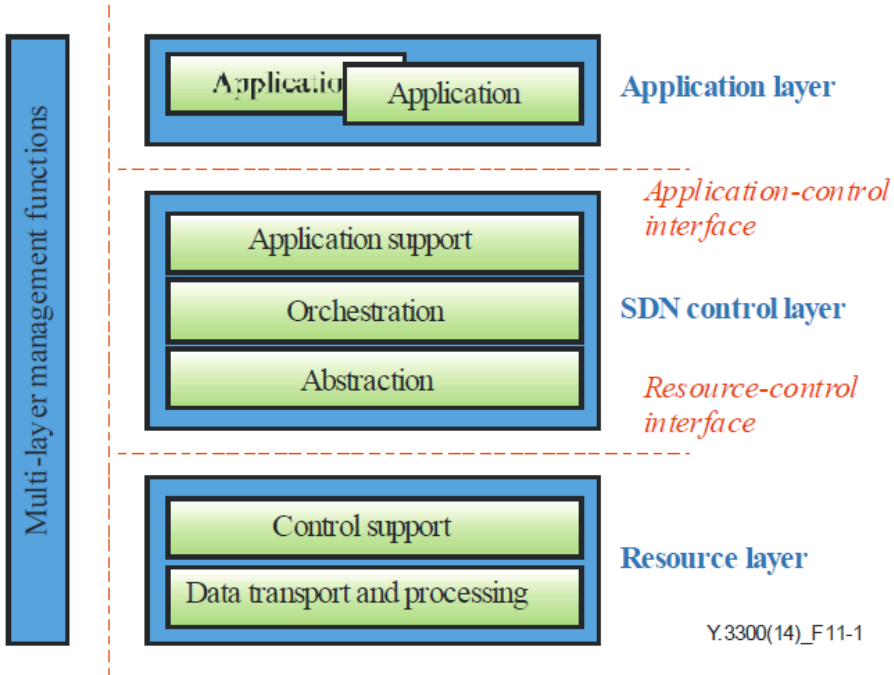 Multi-layer management functions
Application
Application
Application layer
Application-control
interface
Application support
Orchestration
Abstraction
SDN control layer
Resource-control
interface
Control support
Data transport and processing
Resource layer
Y.3300(14)_F11-1